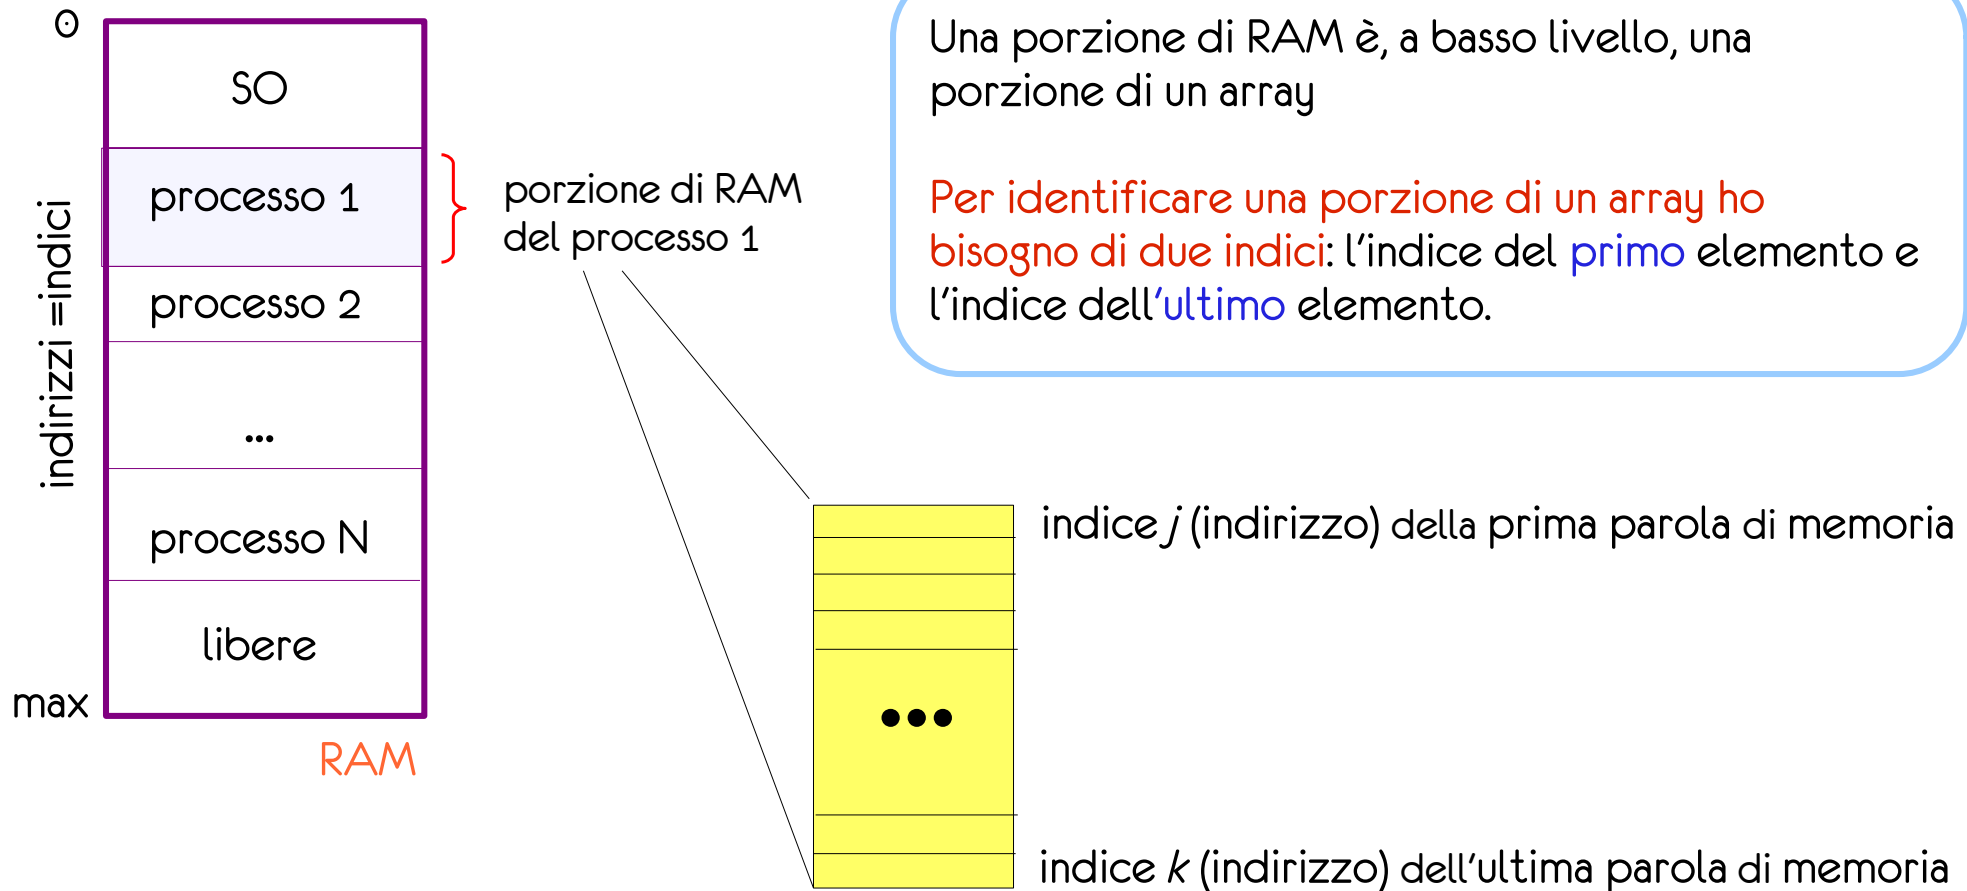 0
SO
processo 1
processo 2
...
processo N
libere
max
RAM
indirizzi =indici
porzione di RAM
del processo 1
Una porzione di RAM è, a basso livello, una
porzione di un array
Per identificare una porzione di un array ho
bisogno di due indici: l'indice del primo elemento e
l'indice dell'ultimo elemento.
indice j (indirizzo) della prima parola di memoria
...
indice k (indirizzo) dell'ultima parola di memoria